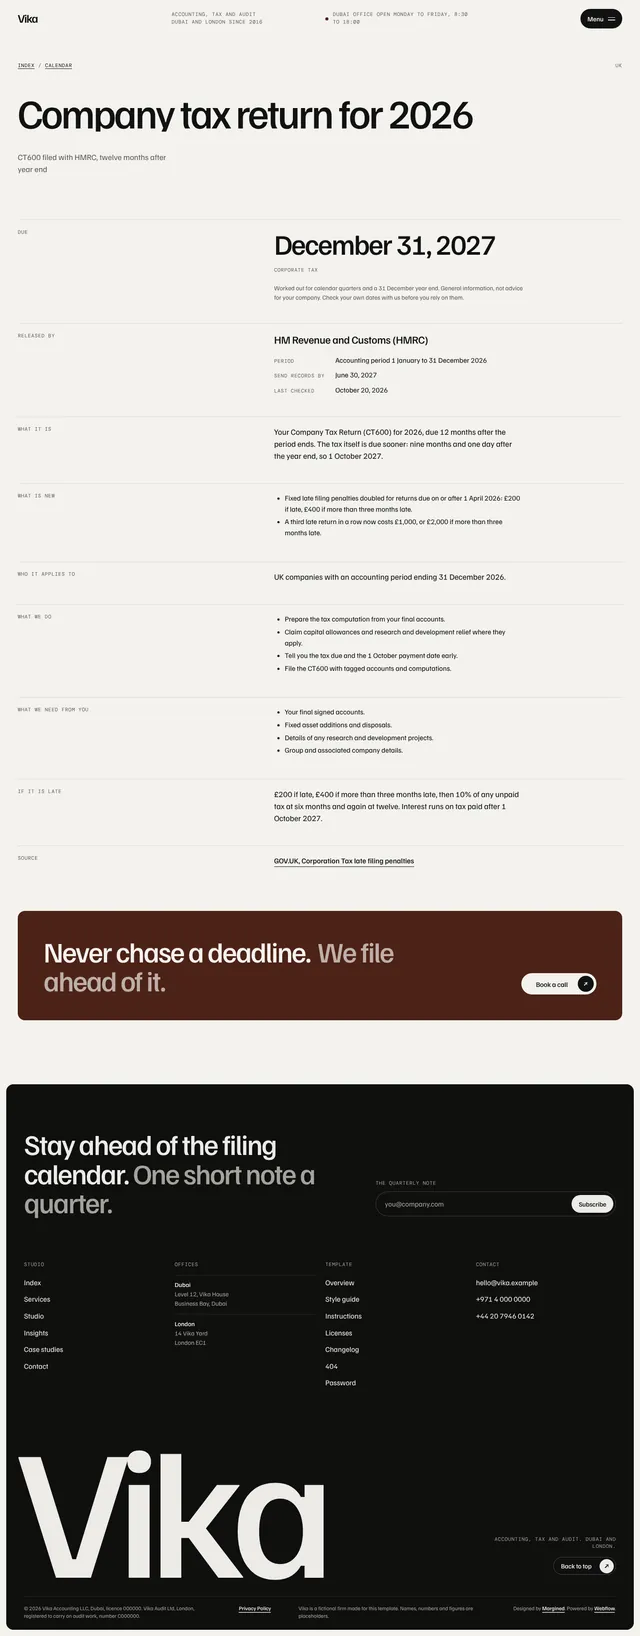 Vika
ACCOUNTING, TAX AND AUDIT
DUBAI AND LONDON SINCE 2016
DUBAI OFFICE OPEN MONDAY TO FRIDAY, 8:30
TO 18:00
Menu
INDEX / CALENDAR
UK
Company tax return for 2026
CT600 filed with HMRC, twelve months after
year end
DUE
December 31, 2027
CORPORATE TAX
Worked out for calendar quarters and a 31 December year end. General information, not advice
for your company. Check your own dates with us before you rely on them.
RELEASED BY
HM Revenue and Customs (HMRC)
PERIOD Accounting period 1 January to 31 December 2026
SEND RECORDS BY June 30, 2027
LAST CHECKED October 20, 2026
WHAT IT IS
Your Company Tax Return (CT600) for 2026, due 12 months after the
period ends. The tax itself is due sooner: nine months and one day after
the year end, so 1 October 2027.
WHAT IS NEW
• Fixed late filing penalties doubled for returns due on or after 1 April 2026: £200
if late, £400 if more than three months late.
• A third late return in a row now costs £1,000, or £2,000 if more than three
months late.
WHO IT APPLIES TO
UK companies with an accounting period ending 31 December 2026.
WHAT WE DO
• Prepare the tax computation from your final accounts.
• Claim capital allowances and research and development relief where they
apply.
• Tell you the tax due and the 1 October payment date early.
• File the CT600 with tagged accounts and computations.
WHAT WE NEED FROM YOU
• Your final signed accounts.
• Fixed asset additions and disposals.
• Details of any research and development projects.
• Group and associated company details.
IF IT IS LATE
£200 if late, £400 if more than three months late, then 10% of any unpaid
tax at six months and again at twelve. Interest runs on tax paid after 1
October 2027.
SOURCE
GOV.UK, Corporation Tax late filing penalties
Never chase a deadline. We file
ahead of it.
Book a call
Stay ahead of the filing
calendar. One short note a
quarter.
THE QUARTERLY NOTE
you@company.com
Subscribe
STUDIO
Index
Services
Studio
Insights
Case studies
Contact
OFFICES
Dubai
Level 12, Vika House
Business Bay, Dubai
London
14 Vika Yard
London EC1
TEMPLATE
Overview
Style guide
Instructions
Licenses
Changelog
404
Password
CONTACT
hello@vika.example
+971 4 000 0000
+44 20 7946 0142
Vika
ACCOUNTING, TAX AND AUDIT. DUBAI AND
LONDON.
Back to top
© 2026 Vika Accounting LLC, Dubai, licence 000000. Vika Audit Ltd, London,
registered to carry on audit work, number C000000.
Privacy Policy
Vika is a fictional firm made for this template. Names, numbers and figures are
placeholders.
Designed by Margined. Powered by Webflow.